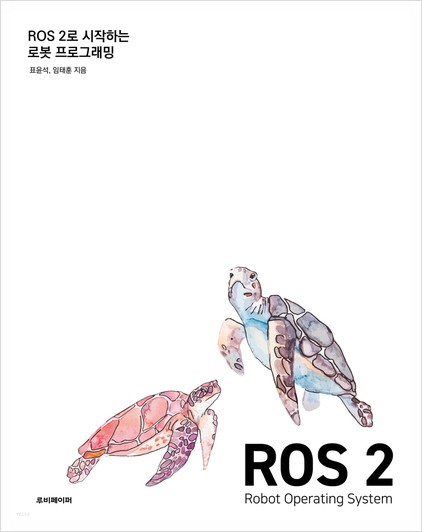 ROS 2로 시작하는
로봇 프로그래밍
표윤석, 임태훈 지음
ROS 2
Robot Operating System
루비페이퍼